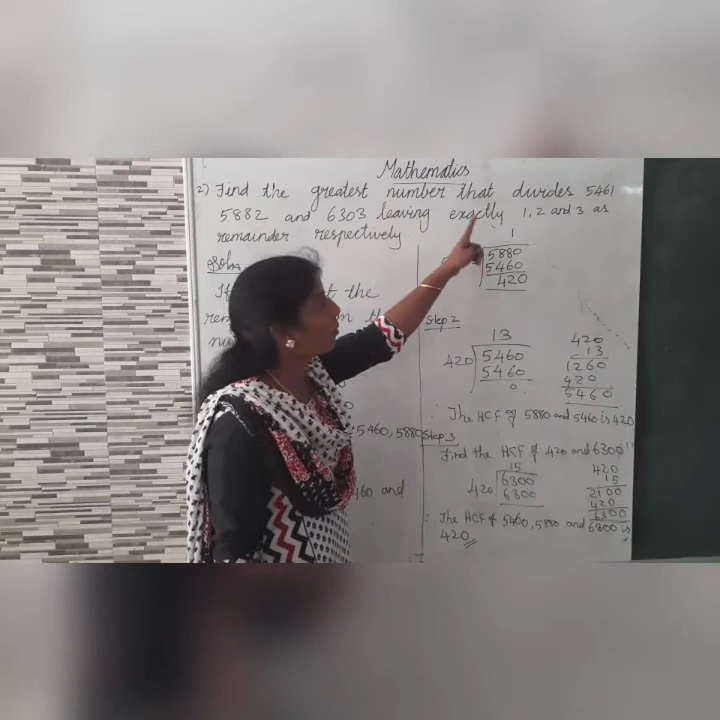 Mathematics
2) Find the greatest number that divides 5461
5882 and 6303 leaving exactly 1, 2 and 3 as
remainder respectively
Soln
If the
the
5460, 5880
and
1
5880
5460
420
Step 2
13
420 5460
5460
0
420
13
1260
420
5460
∴ The HCF of 5880 and 5460 is 420
Step 3
Find the HCF of 420 and 6300
15
420 6300
6300
420
15
2100
420
6300
∴ The HCF of 5460, 5880 and 6300 is
420